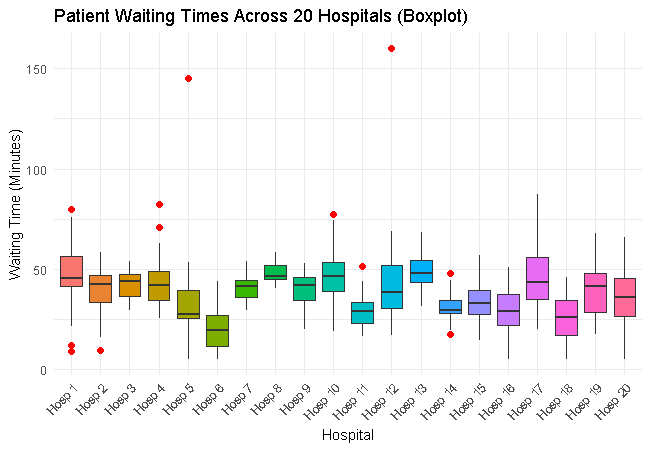 Patient Waiting Times Across 20 Hospitals (Boxplot)
Waiting Time (Minutes)
150
100
50
0
Hosp 1
Hosp 2
Hosp 3
Hosp 4
Hosp 5
Hosp 6
Hosp 7
Hosp 8
Hosp 9
Hosp 10
Hosp 11
Hosp 12
Hosp 13
Hosp 14
Hosp 15
Hosp 16
Hosp 17
Hosp 18
Hosp 19
Hosp 20
Hospital